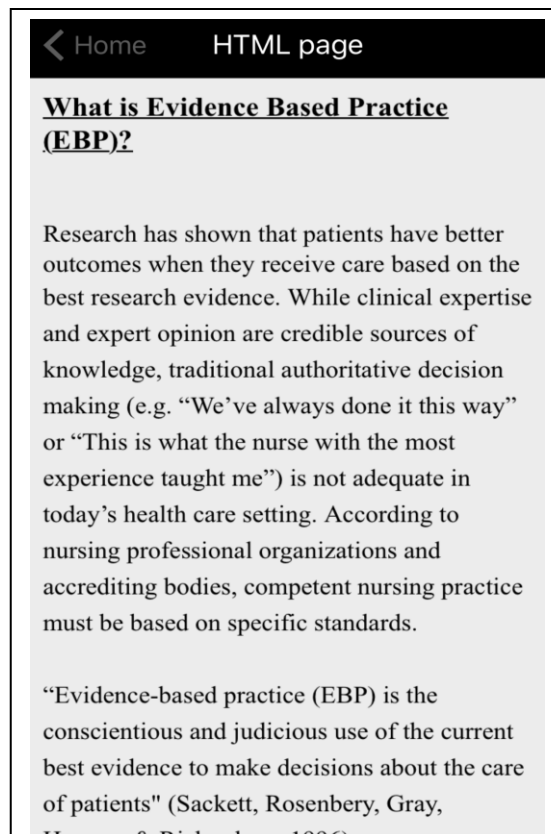 Home HTML page
What is Evidence Based Practice
(EBP)?
Research has shown that patients have better
outcomes when they receive care based on the
best research evidence. While clinical expertise
and expert opinion are credible sources of
knowledge, traditional authoritative decision
making (e.g. “We’ve always done it this way”
or “This is what the nurse with the most
experience taught me”) is not adequate in
today’s health care setting. According to
nursing professional organizations and
accrediting bodies, competent nursing practice
must be based on specific standards.
“Evidence-based practice (EBP) is the
conscientious and judicious use of the current
best evidence to make decisions about the care
of patients" (Sackett, Rosenbery, Gray,